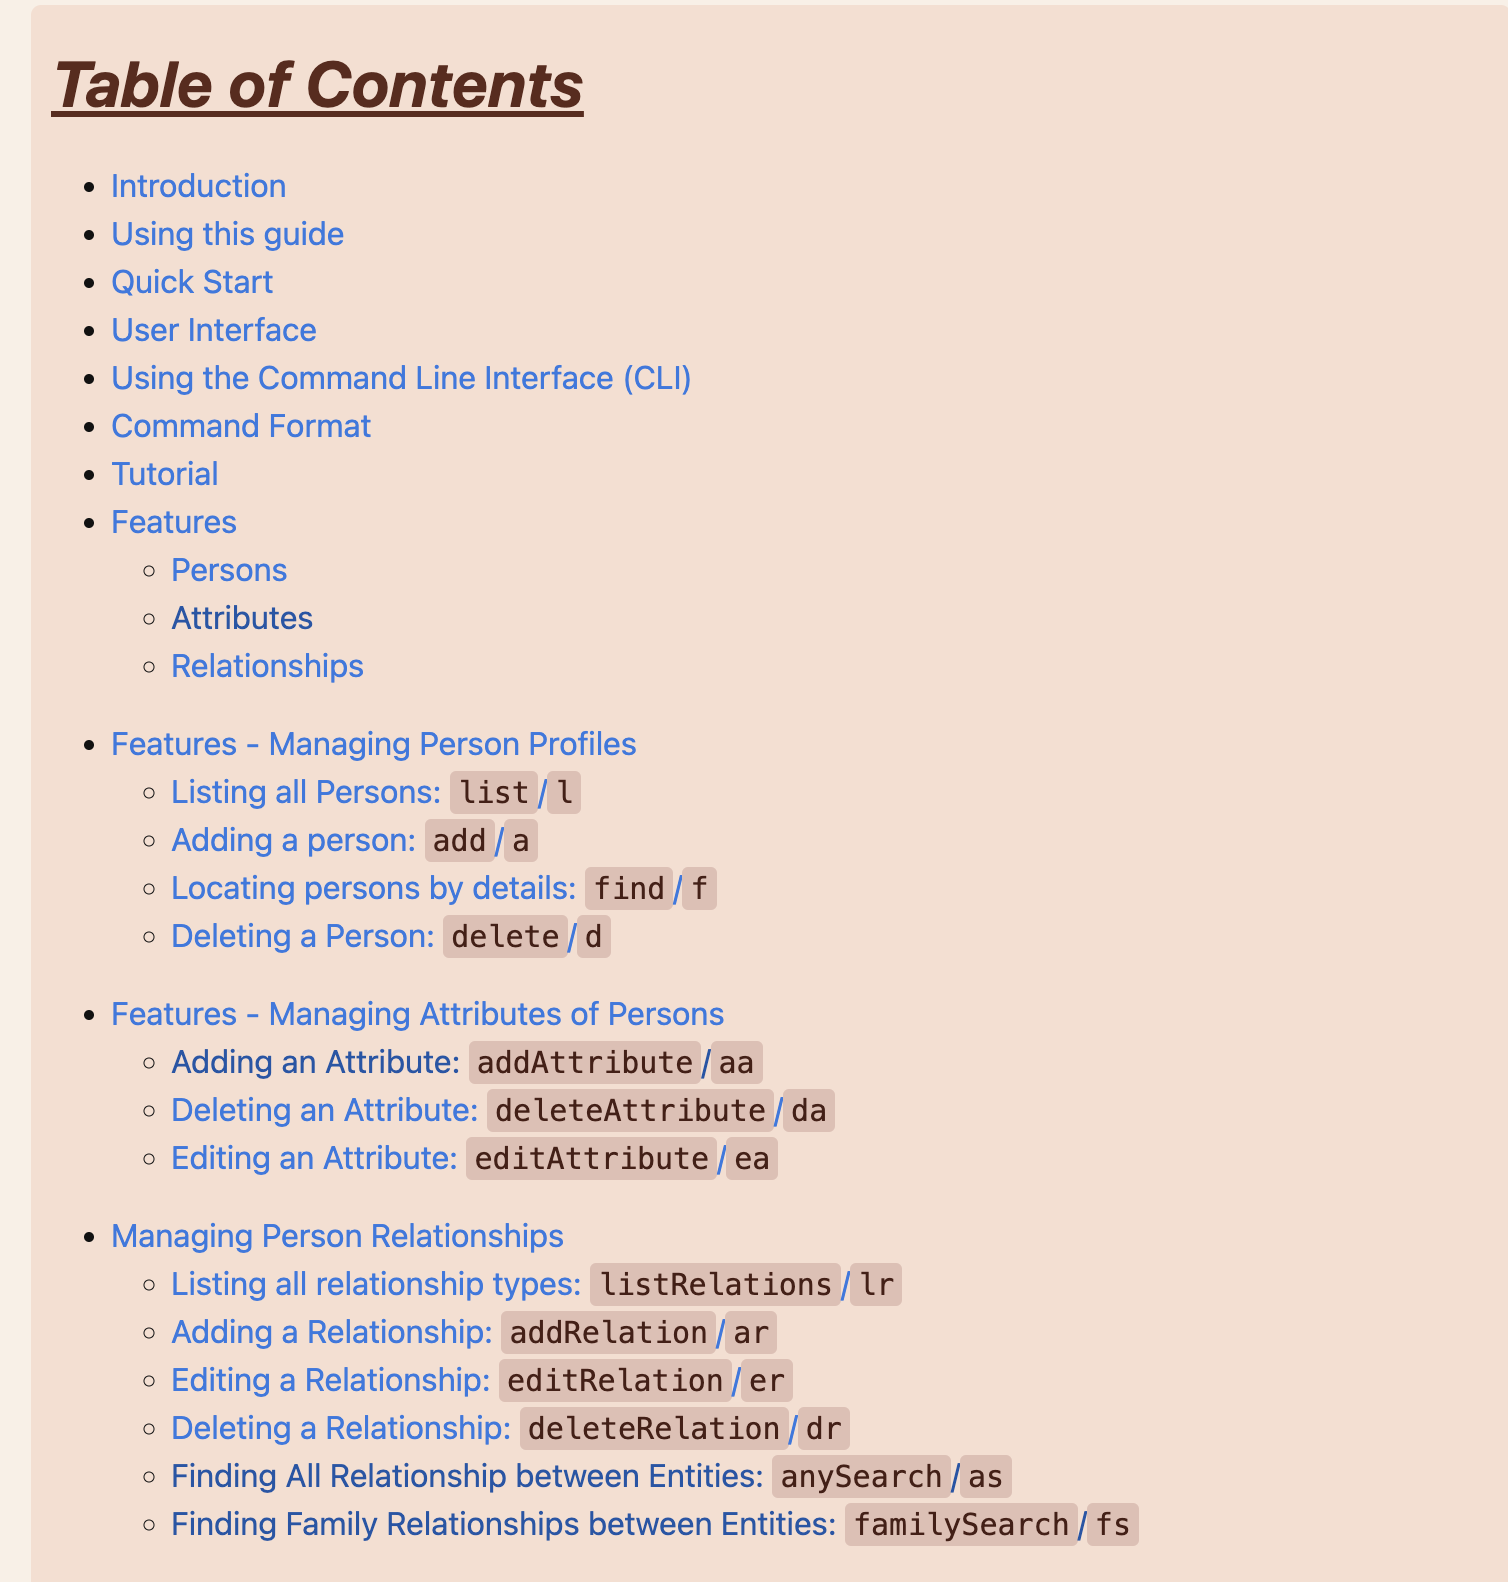 Table of Contents
Introduction
Using this guide
Quick Start
User Interface
Using the Command Line Interface (CLI)
Command Format
Tutorial
Features
Persons
Attributes
Relationships
Features - Managing Person Profiles
Listing all Persons: list/l
Adding a person: add/a
Locating persons by details: find/f
Deleting a Person: delete/d
Features - Managing Attributes of Persons
Adding an Attribute: addAttribute/aa
Deleting an Attribute: deleteAttribute/da
Editing an Attribute: editAttribute/ea
Managing Person Relationships
Listing all relationship types: listRelations/lr
Adding a Relationship: addRelation/ar
Editing a Relationship: editRelation/er
Deleting a Relationship: deleteRelation/dr
Finding All Relationship between Entities: anySearch/as
Finding Family Relationships between Entities: familySearch/fs